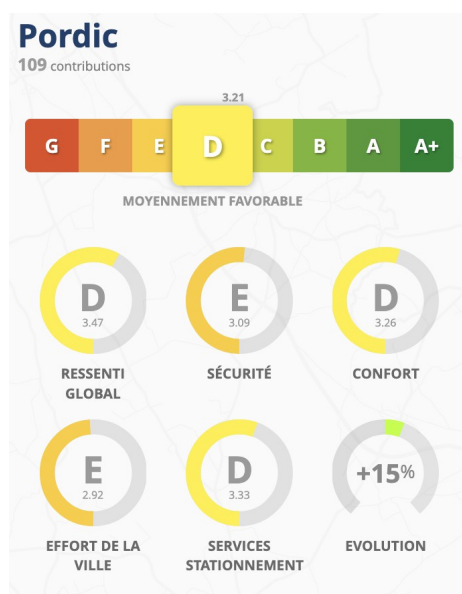 Pordic
109 contributions
3.21
G F E D C B A A+
MOYENNEMENT FAVORABLE
D
3.47
RESSENTI
GLOBAL
E
3.09
SÉCURITÉ
D
3.26
CONFORT
E
2.92
EFFORT DE LA
VILLE
D
3.33
SERVICES
STATIONNEMENT
+15%
EVOLUTION